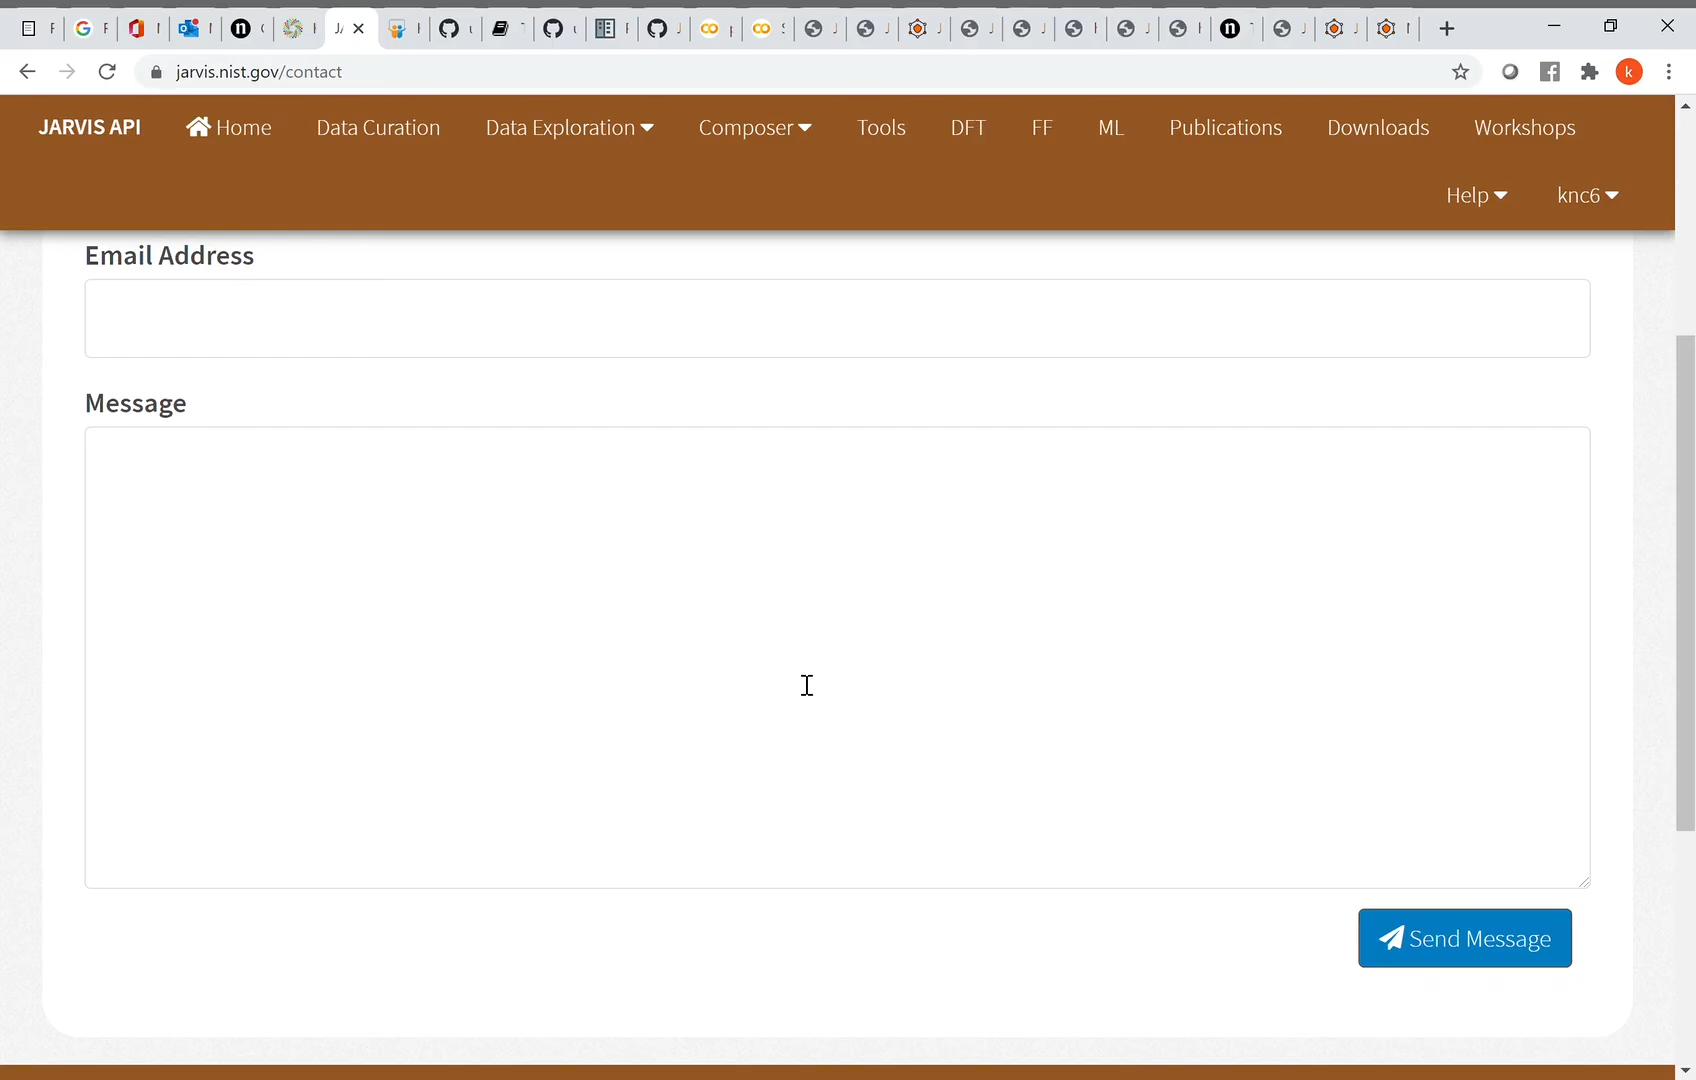 jarvis.nist.gov/contact
k
JARVIS API Home Data Curation Data Exploration Composer Tools DFT FF ML Publications Downloads Workshops
Help knc6
Email Address
Message
Send Message